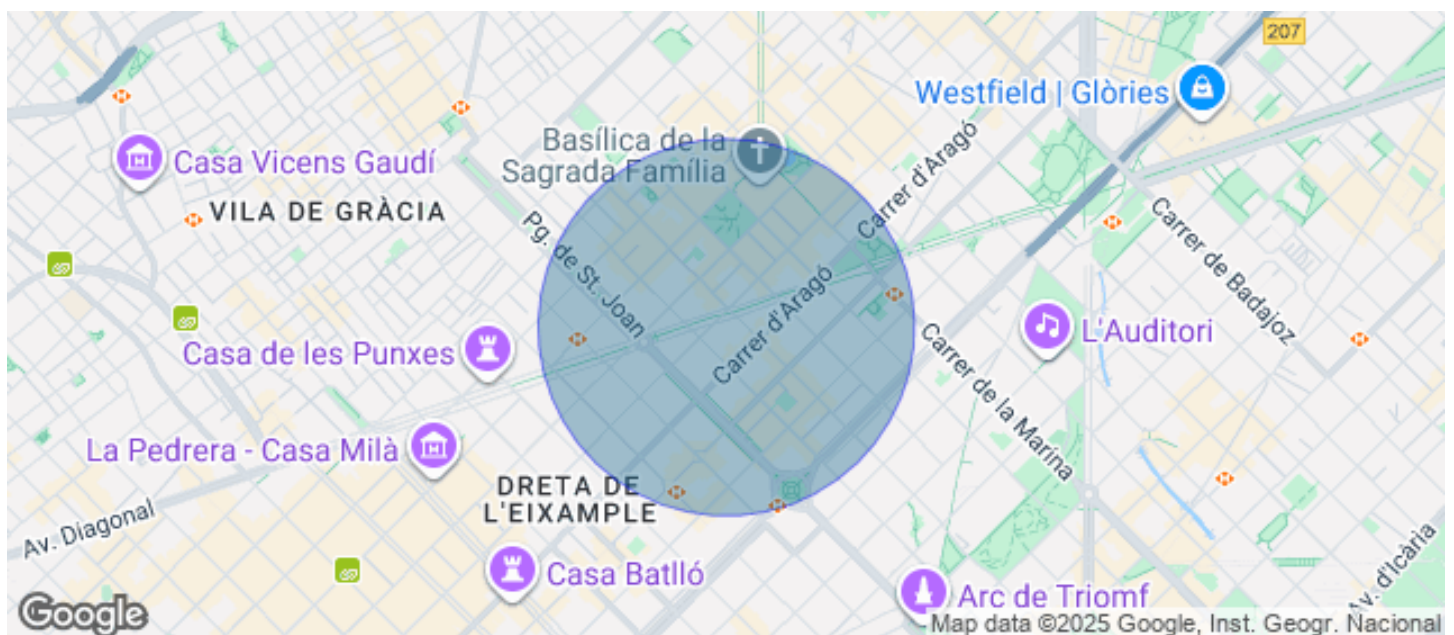 207
Westfield | Glòries
Basílica de la
Sagrada Família
Carrer d'Aragó
Casa Vicens Gaudí
VILA DE GRÀCIA
Pg. de St. Joan
Carrer de Badajoz
Carrer d'Aragó
L'Auditori
Casa de les Punxes
Carrer de la Marina
La Pedrera - Casa Milà
DRETA DE
L'EIXAMPLE
Av. Diagonal
Casa Batlló
Av. d'Icària
Arc de Triomf
Google
Map data ©2025 Google, Inst. Geogr. Nacional